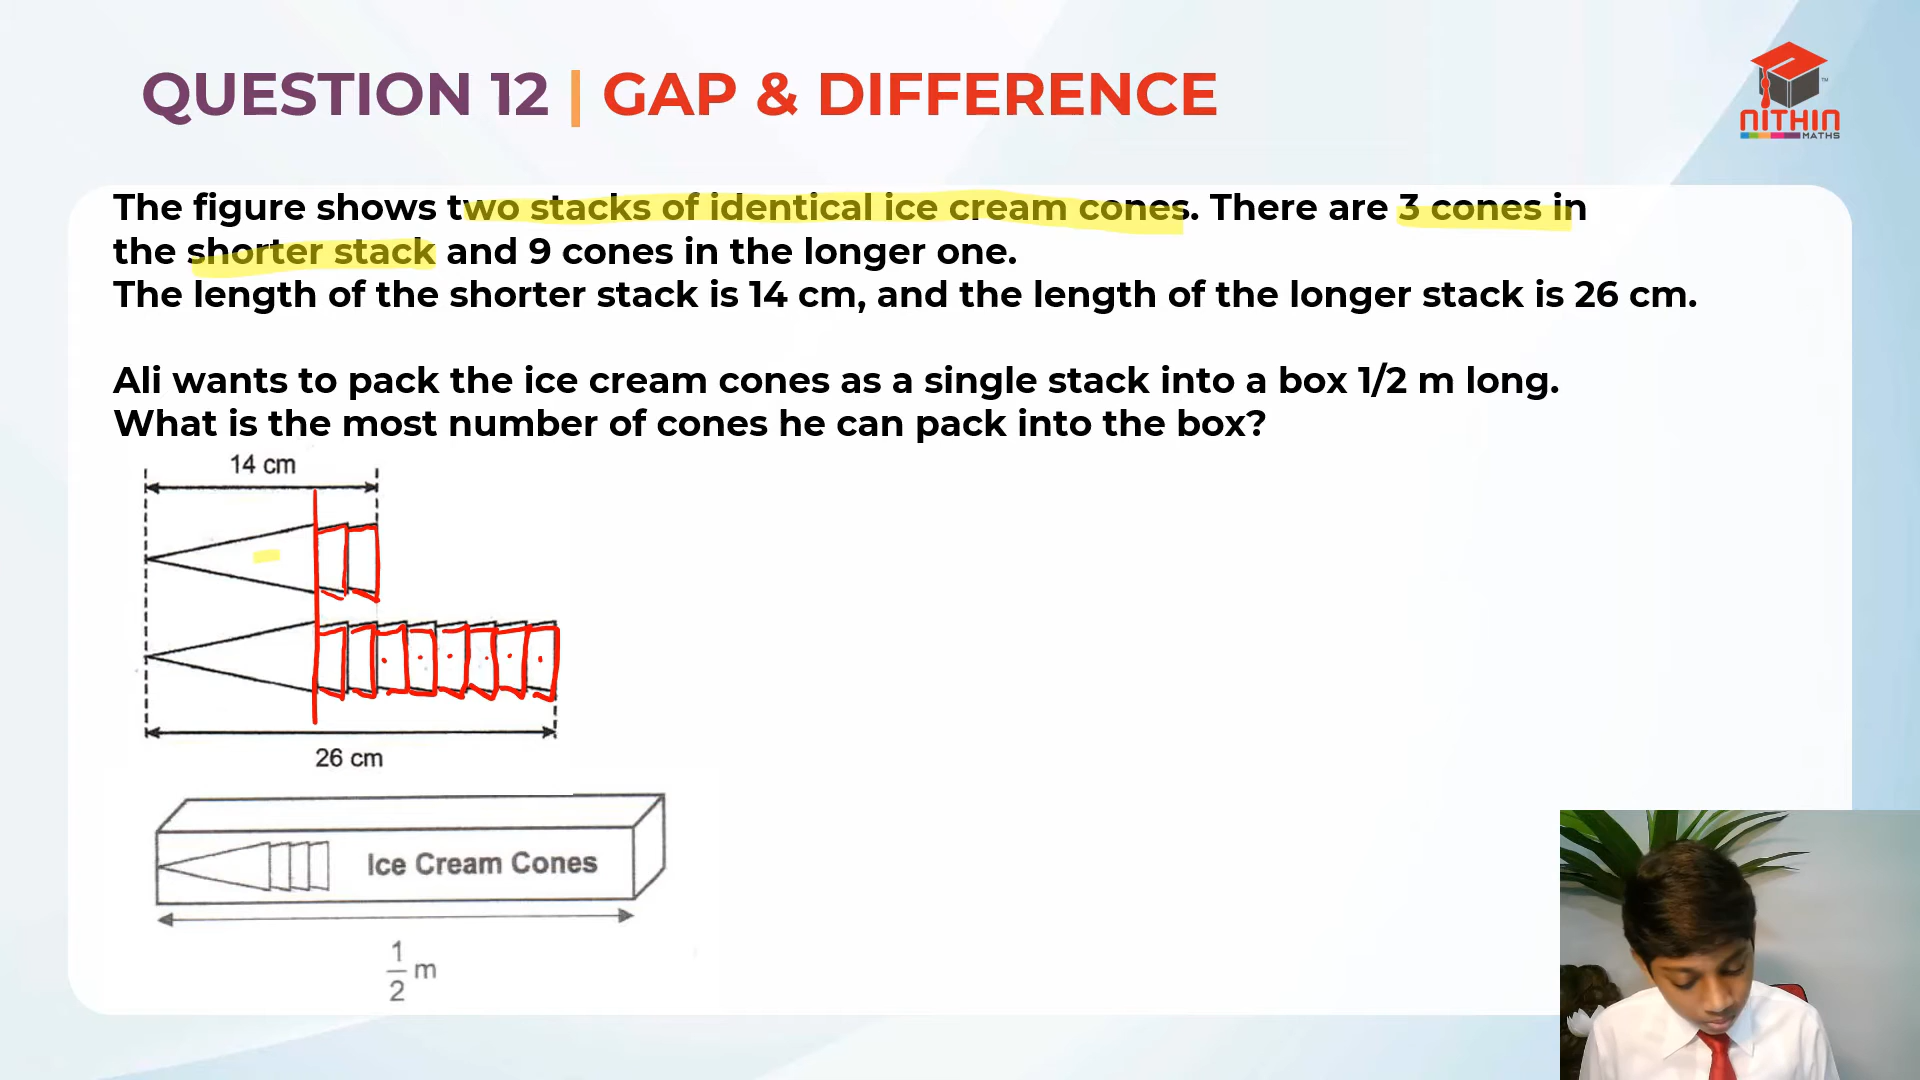 QUESTION 12 | GAP & DIFFERENCE
NITHIN
MATHS
TM
The figure shows two stacks of identical ice cream cones. There are 3 cones in
the shorter stack and 9 cones in the longer one.
The length of the shorter stack is 14 cm, and the length of the longer stack is 26 cm.
Ali wants to pack the ice cream cones as a single stack into a box 1/2 m long.
What is the most number of cones he can pack into the box?
14 cm
26 cm
Ice Cream Cones
1/2 m